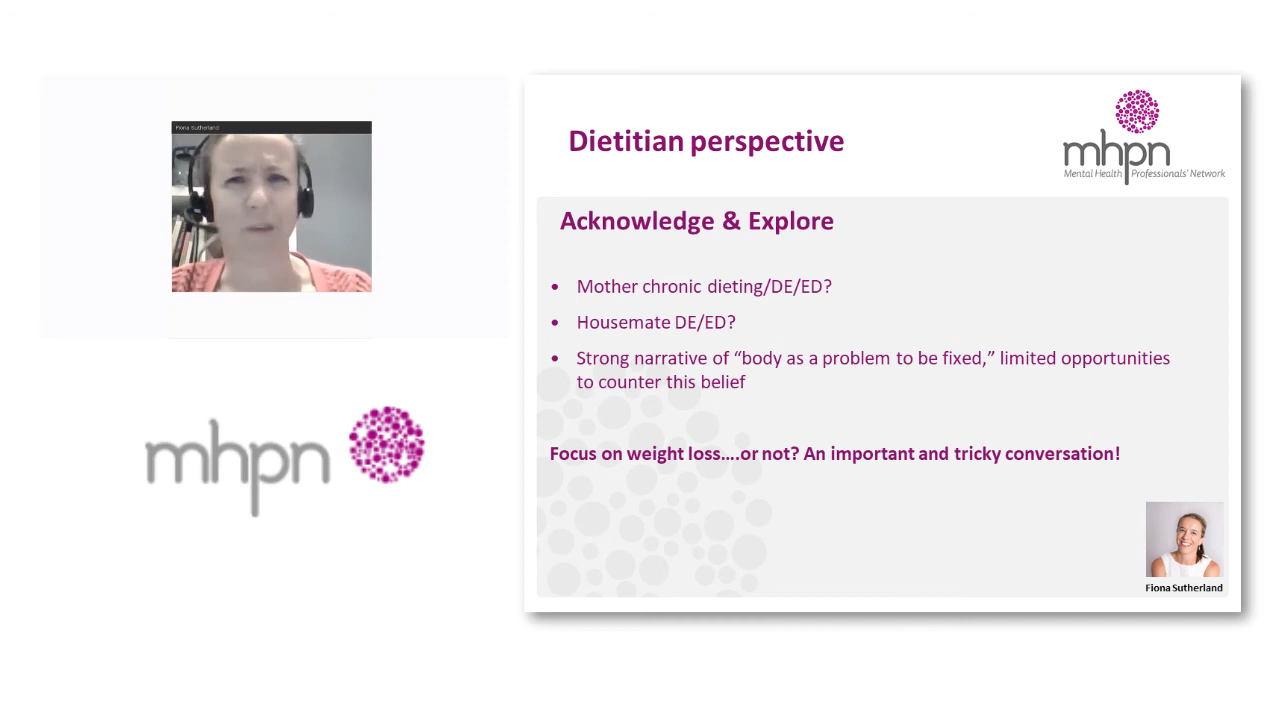 Fiona Sutherland
mhpn
Dietitian perspective
mhpn
Mental Health Professionals' Network
Acknowledge & Explore
• Mother chronic dieting/DE/ED?
• Housemate DE/ED?
• Strong narrative of “body as a problem to be fixed,” limited opportunities
to counter this belief
Focus on weight loss….or not? An important and tricky conversation!
Fiona Sutherland